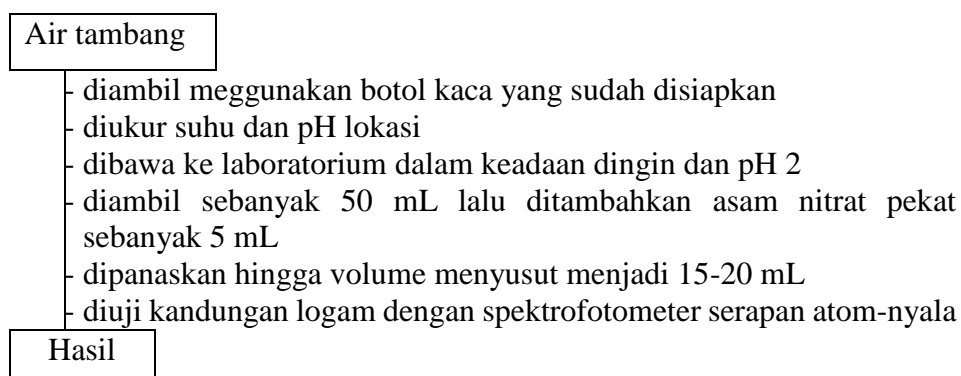 Air tambang
- diambil meggunakan botol kaca yang sudah disiapkan
- diukur suhu dan pH lokasi
- dibawa ke laboratorium dalam keadaan dingin dan pH 2
- diambil sebanyak 50 mL lalu ditambahkan asam nitrat pekat
sebanyak 5 mL
- dipanaskan hingga volume menyusut menjadi 15-20 mL
- diuji kandungan logam dengan spektrofotometer serapan atom-nyala
Hasil